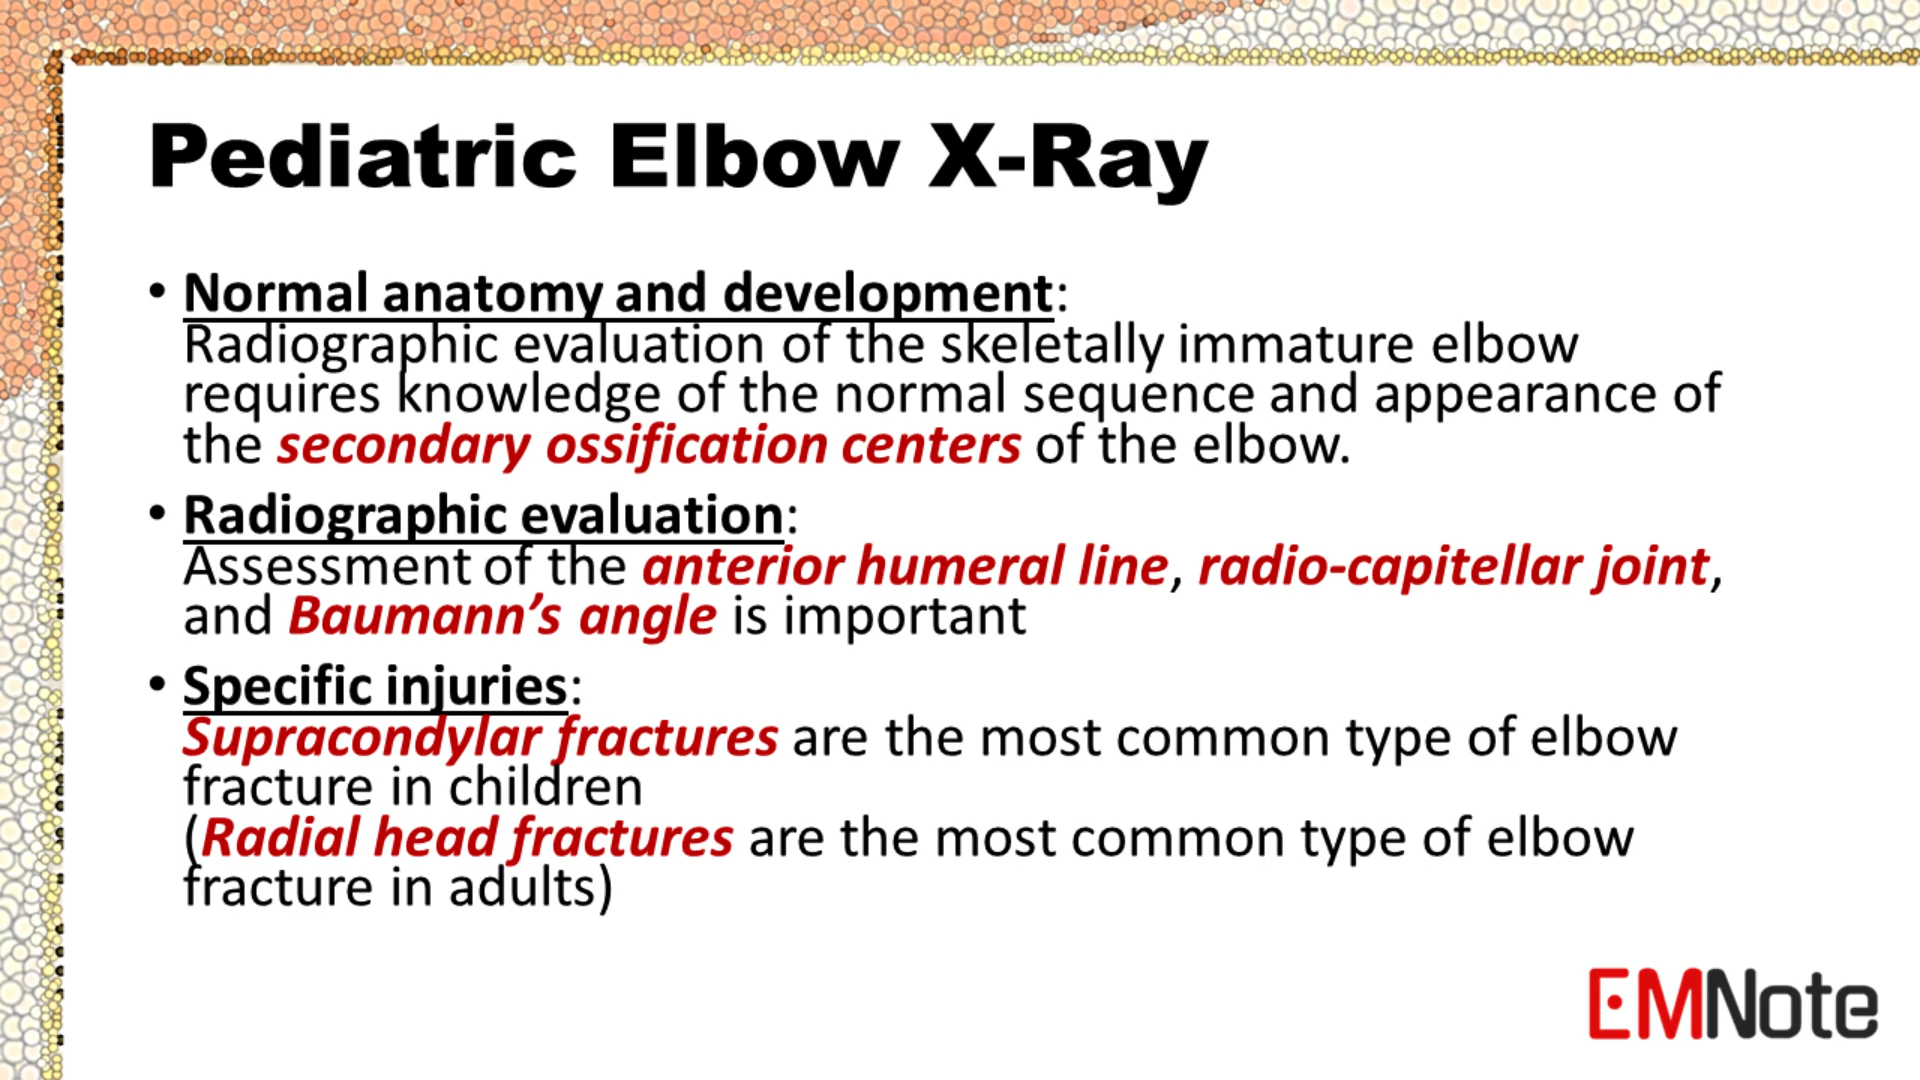 Pediatric Elbow X-Ray
• Normal anatomy and development:
Radiographic evaluation of the skeletally immature elbow
requires knowledge of the normal sequence and appearance of
the secondary ossification centers of the elbow.
• Radiographic evaluation:
Assessment of the anterior humeral line, radio-capitellar joint,
and Baumann’s angle is important
• Specific injuries:
Supracondylar fractures are the most common type of elbow
fracture in children
(Radial head fractures are the most common type of elbow
fracture in adults)
EMNote